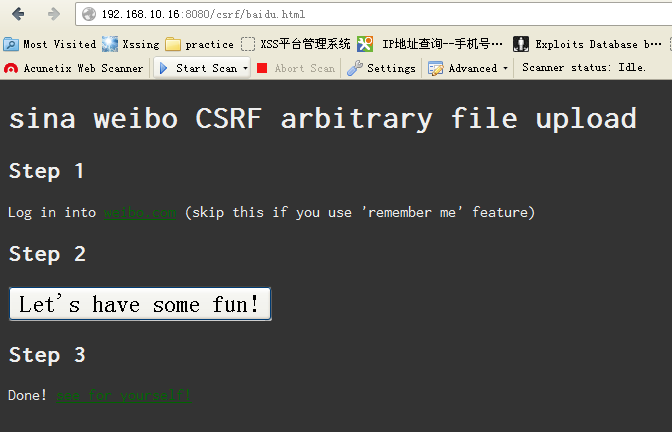 192.168.10.16:8080/csrf/baidu.html
Most Visited Xssing practice XSS平台管理系统 IP地址查询--手机号… Exploits Database b…
Acunetix Web Scanner Start Scan Abort Scan Settings Advanced Scanner status: Idle.
sina weibo CSRF arbitrary file upload
Step 1
Log in into weibo.com (skip this if you use 'remember me' feature)
Step 2
Let's have some fun!
Step 3
Done! see for yourself!